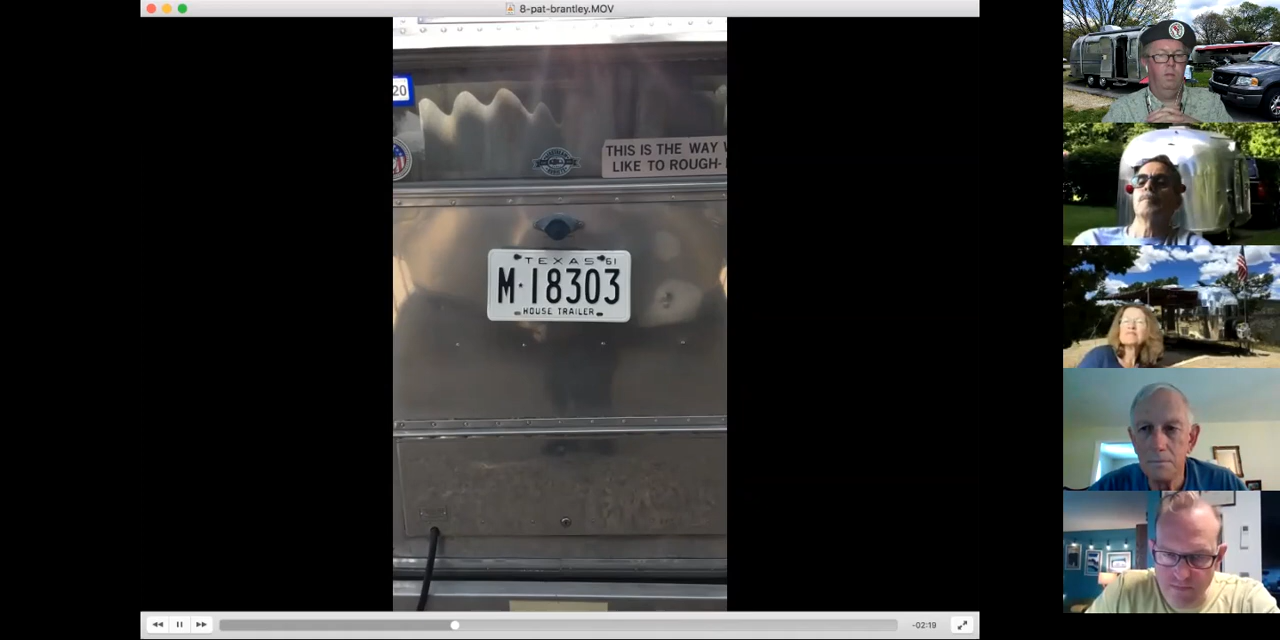 8-pat-brantley.MOV
20
THIS IS THE WAY
LIKE TO ROUGH-
TEXAS 61
M·18303
HOUSE TRAILER
-02:19